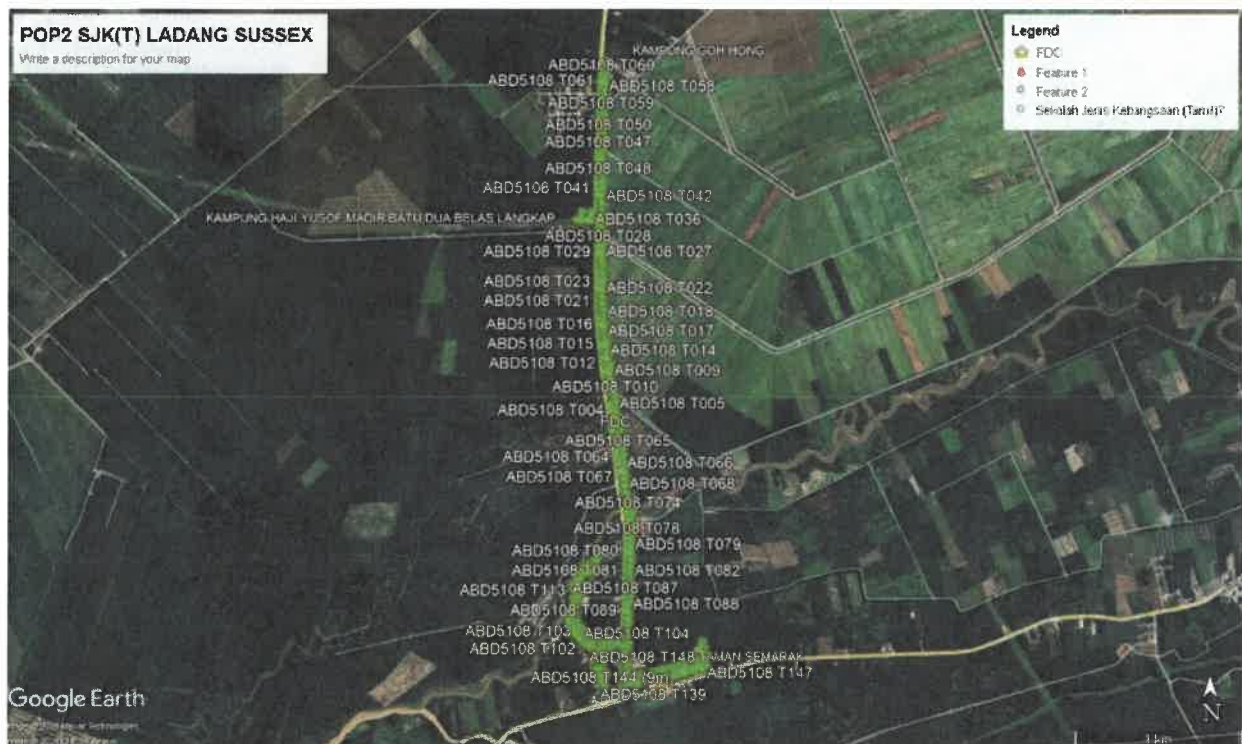 POP2 SJK(T) LADANG SUSSEX
Write a description for your map
Legend
FDC
Feature 1
Feature 2
KAMPUNG GOH HONG
ABD5108 T060
ABD5108 T061
ABD5108 T058
ABD5108 T059
ABD5108 T050
ABD5108 T047
ABD5108 T048
ABD5108 T041
ABD5108 T042
KAMPUNG HAJI YUSOF MADIR BATU DUA BELAS LANGKAP
ABD5108 T036
ABD5108 T028
ABD5108 T029
ABD5108 T027
ABD5108 T023
ABD5108 T022
ABD5108 T021
ABD5108 T018
ABD5108 T016
ABD5108 T017
ABD5108 T015
ABD5108 T014
ABD5108 T012
ABD5108 T009
ABD5108 T010
ABD5108 T004
ABD5108 T005
FDC
ABD5108 T065
ABD5108 T064
ABD5108 T066
ABD5108 T067
ABD5108 T068
ABD5108 T074
ABD5108 T078
ABD5108 T080
ABD5108 T079
ABD5108 T081
ABD5108 T082
ABD5108 T113
ABD5108 T087
ABD5108 T089
ABD5108 T088
ABD5108 T103
ABD5108 T104
ABD5108 T102
ABD5108 T148
TAMAN SEMARAK
ABD5108 T144 (9m)
ABD5108 T147
ABD5108 T139
Google Earth
N
1 km